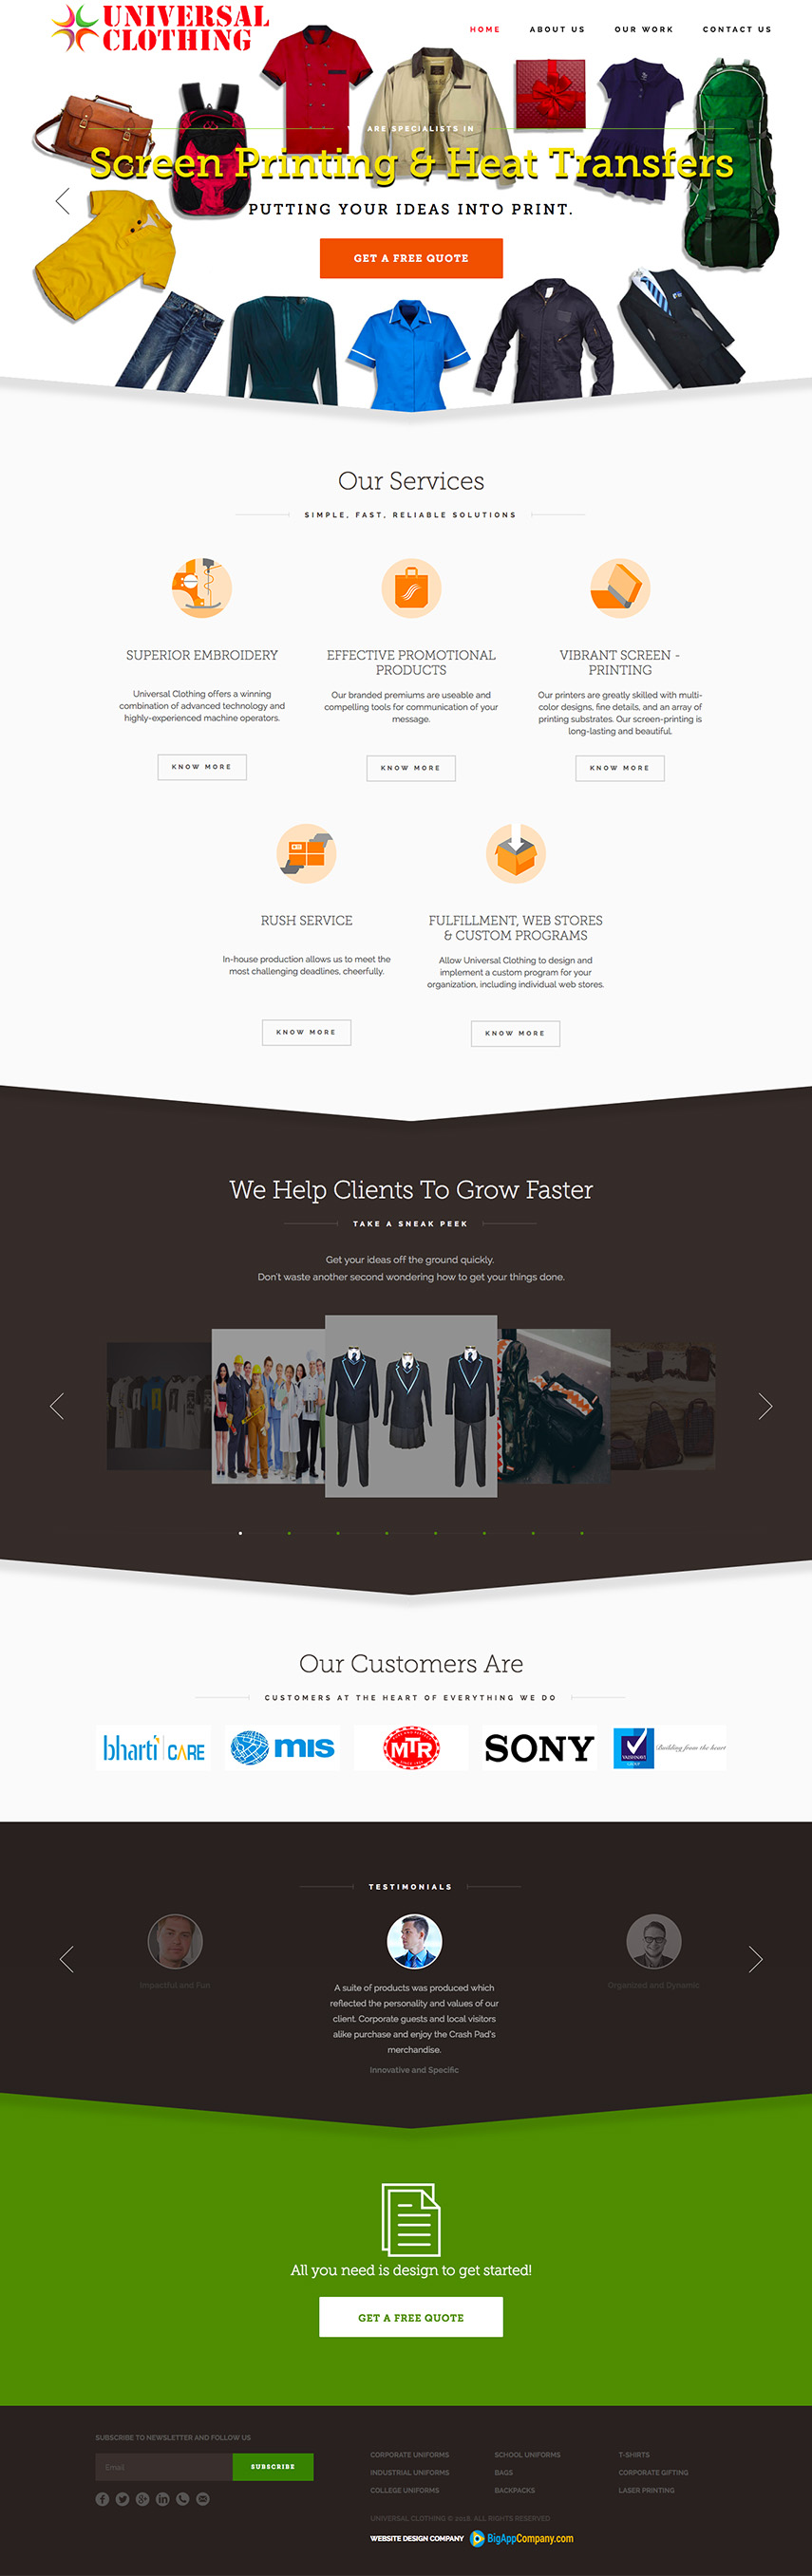 UNIVERSAL
CLOTHING
HOME ABOUT US OUR WORK CONTACT US
ARE SPECIALISTS IN
Screen Printing & Heat Transfers
PUTTING YOUR IDEAS INTO PRINT.
GET A FREE QUOTE
Our Services
SIMPLE, FAST, RELIABLE SOLUTIONS
SUPERIOR EMBROIDERY
Universal Clothing offers a winning
combination of advanced technology and
highly-experienced machine operators.
KNOW MORE
EFFECTIVE PROMOTIONAL
PRODUCTS
Our branded premiums are useable and
compelling tools for communication of your
message.
KNOW MORE
VIBRANT SCREEN -
PRINTING
Our printers are greatly skilled with multi-
color designs, fine details, and an array of
printing substrates. Our screen-printing is
long-lasting and beautiful.
KNOW MORE
RUSH SERVICE
In-house production allows us to meet the
most challenging deadlines, cheerfully.
KNOW MORE
FULFILLMENT, WEB STORES
& CUSTOM PROGRAMS
Allow Universal Clothing to design and
implement a custom program for your
organization, including individual web stores.
KNOW MORE
We Help Clients To Grow Faster
TAKE A SNEAK PEEK
Get your ideas off the ground quickly.
Don't waste another second wondering how to get your things done.
Our Customers Are
CUSTOMERS AT THE HEART OF EVERYTHING WE DO
bharti CARE
mis
MTR
SONY
Building from the heart
TESTIMONIALS
Impactful and Fun
A suite of products was produced which
reflected the personality and values of our
client. Corporate guests and local visitors
alike purchase and enjoy the Crash Pad's
merchandise.
Innovative and Specific
Organized and Dynamic
All you need is design to get started!
GET A FREE QUOTE
SUBSCRIBE TO NEWSLETTER AND FOLLOW US
Email
SUBSCRIBE
CORPORATE UNIFORMS SCHOOL UNIFORMS T-SHIRTS
INDUSTRIAL UNIFORMS BAGS CORPORATE GIFTING
COLLEGE UNIFORMS BACKPACKS LASER PRINTING
UNIVERSAL CLOTHING © 2018. ALL RIGHTS RESERVED
WEBSITE DESIGN COMPANY BigAppCompany.com